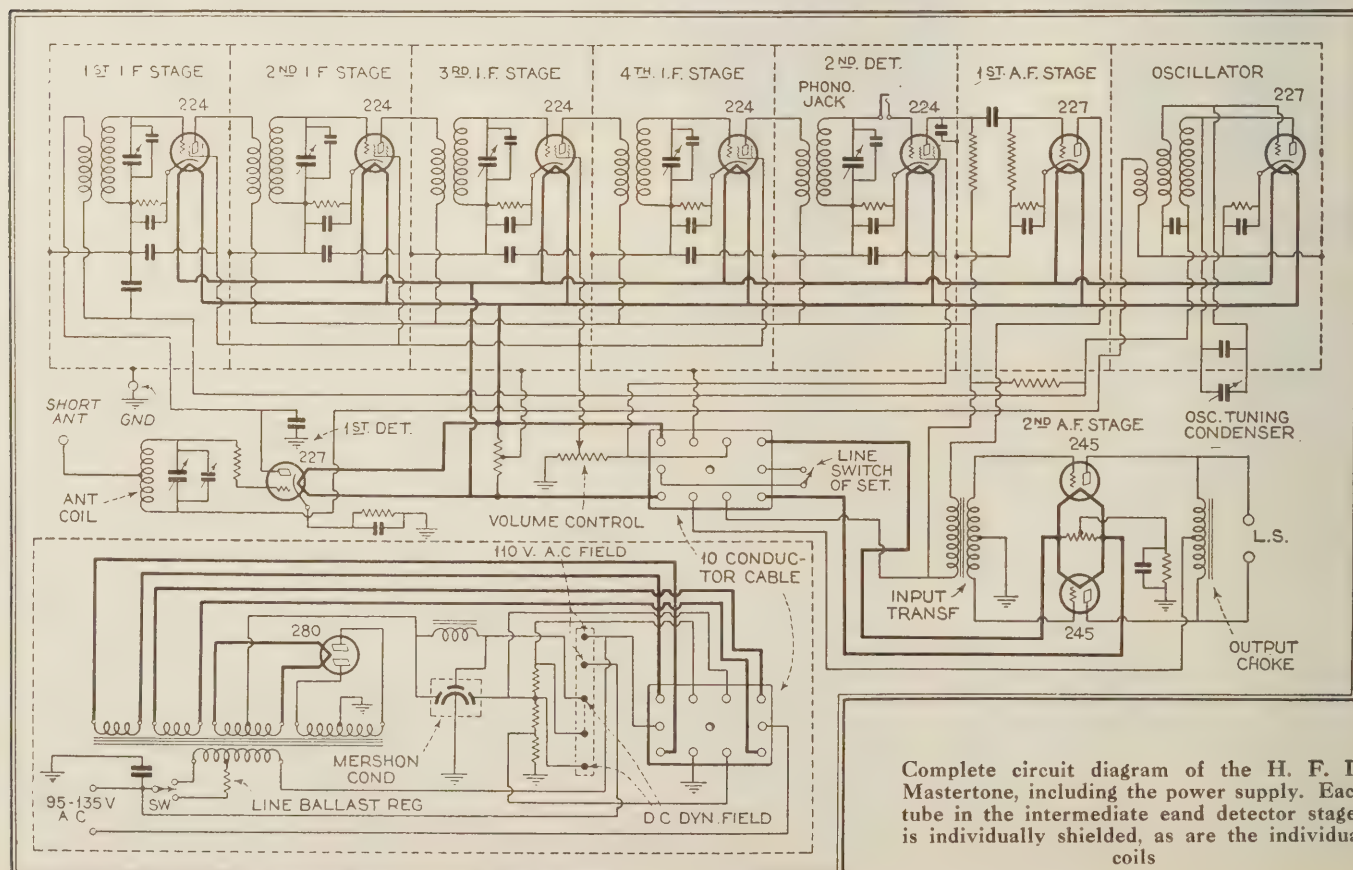 1ST I F STAGE
2ND I F STAGE
3RD. I.F. STAGE
4TH. I.F. STAGE
2ND. DET.
1ST. A.F. STAGE
OSCILLATOR
PHONO.
JACK
224
224
224
224
224
227
227
SHORT
ANT
GND
1ST. DET.
227
ANT
COIL
VOLUME CONTROL
LINE
SWITCH
OF SET.
OSC. TUNING
CONDENSER
2ND A.F. STAGE
245
245
L.S.
INPUT
TRANSF
OUTPUT
CHOKE
110 V. A.C FIELD
10 CONDUC-
TOR CABLE
280
MERSHON
COND
95-135 V
A C
SW
LINE BALLAST REG
D C DYN. FIELD
Complete circuit diagram of the H. F. L
Mastertone, including the power supply. Eac
tube in the intermediate eand detector stage
is individually shielded, as are the individua
coils